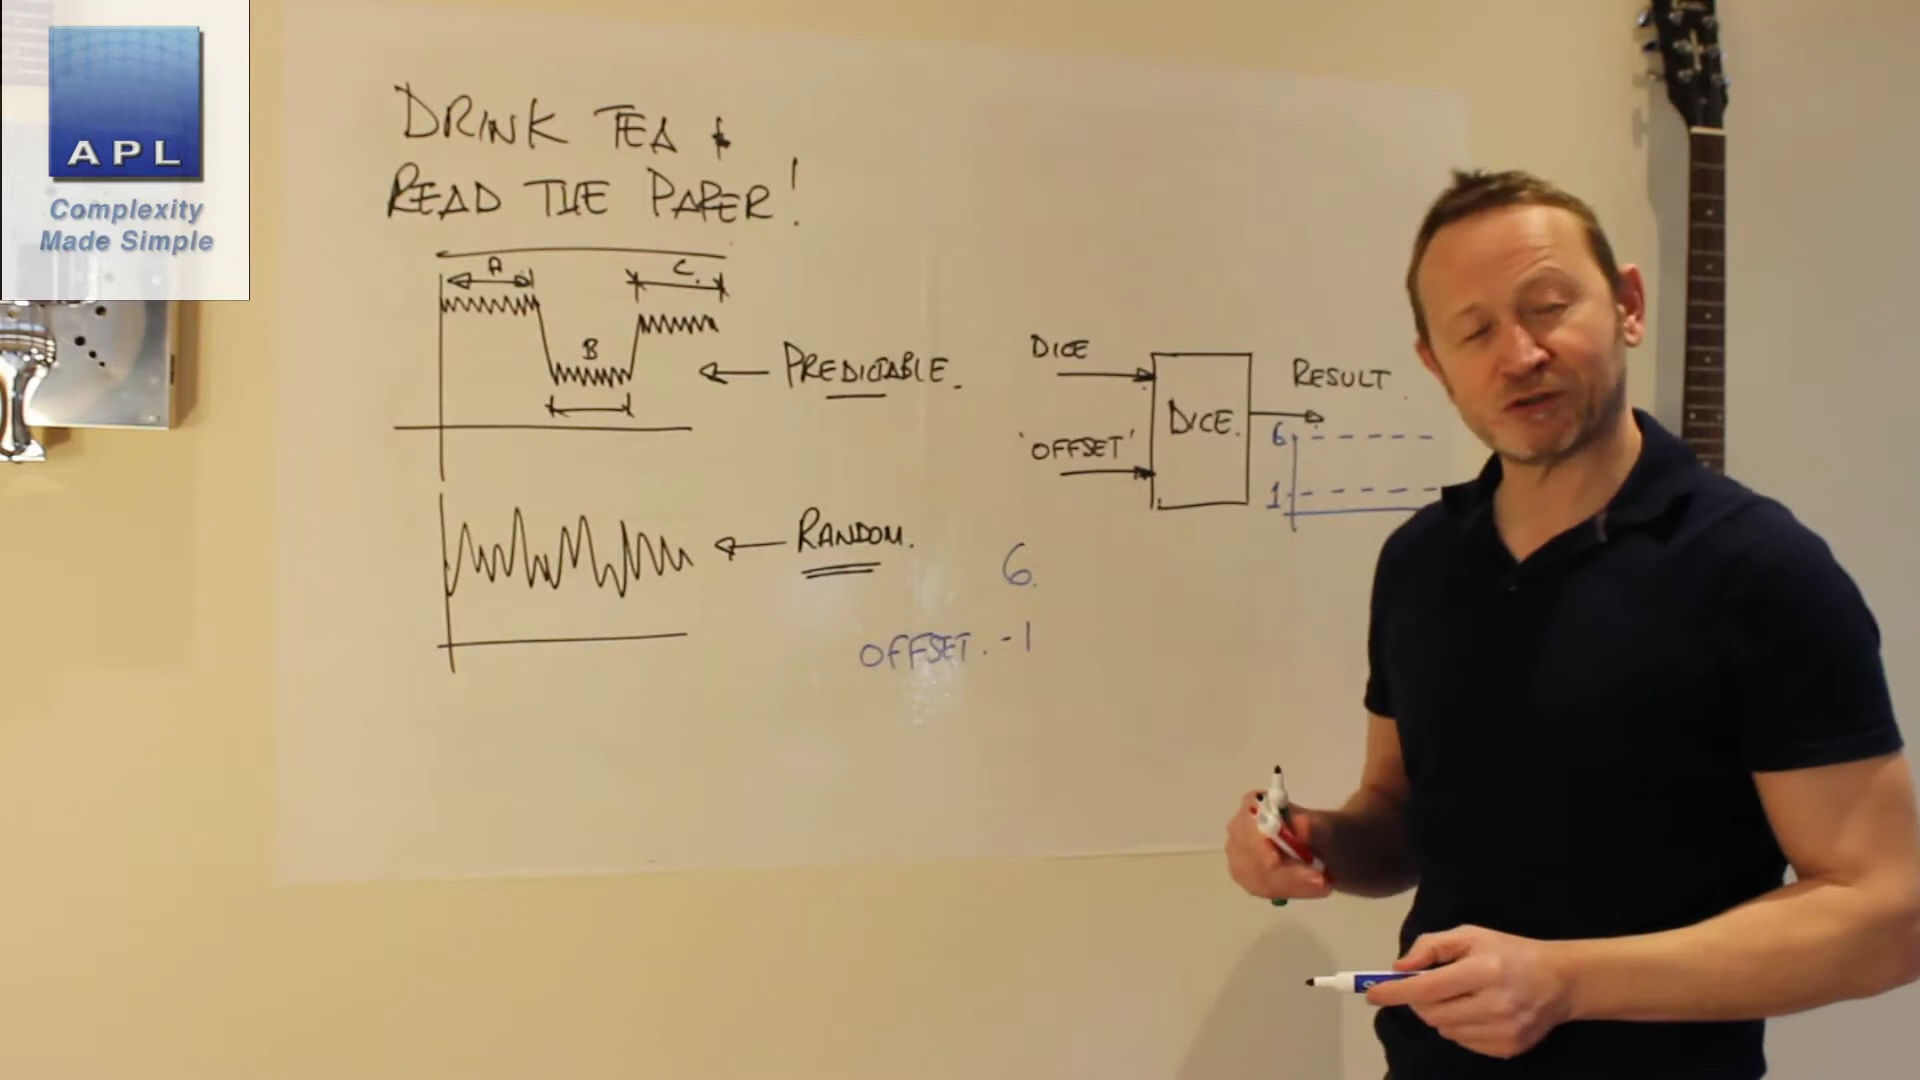 APL
Complexity
Made Simple
DRINK TEA &
READ THE PAPER!
A
C.
B
PREDICTABLE.
RANDOM.
DICE
'OFFSET'
DICE.
RESULT.
6
1
6.
OFFSET. -1